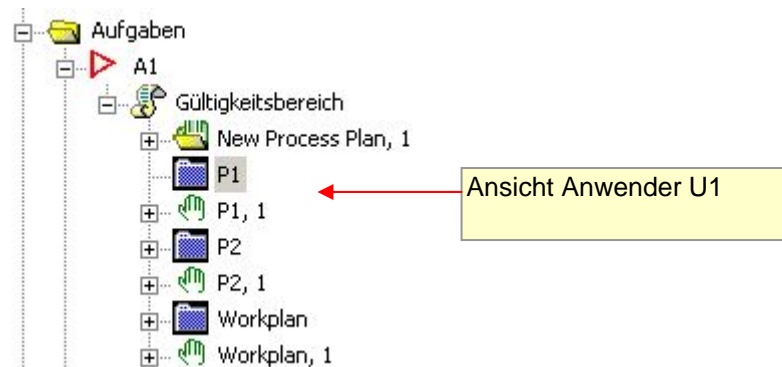 Aufgaben
A1
Gültigkeitsbereich
New Process Plan, 1
P1
Ansicht Anwender U1
P1, 1
P2
P2, 1
Workplan
Workplan, 1